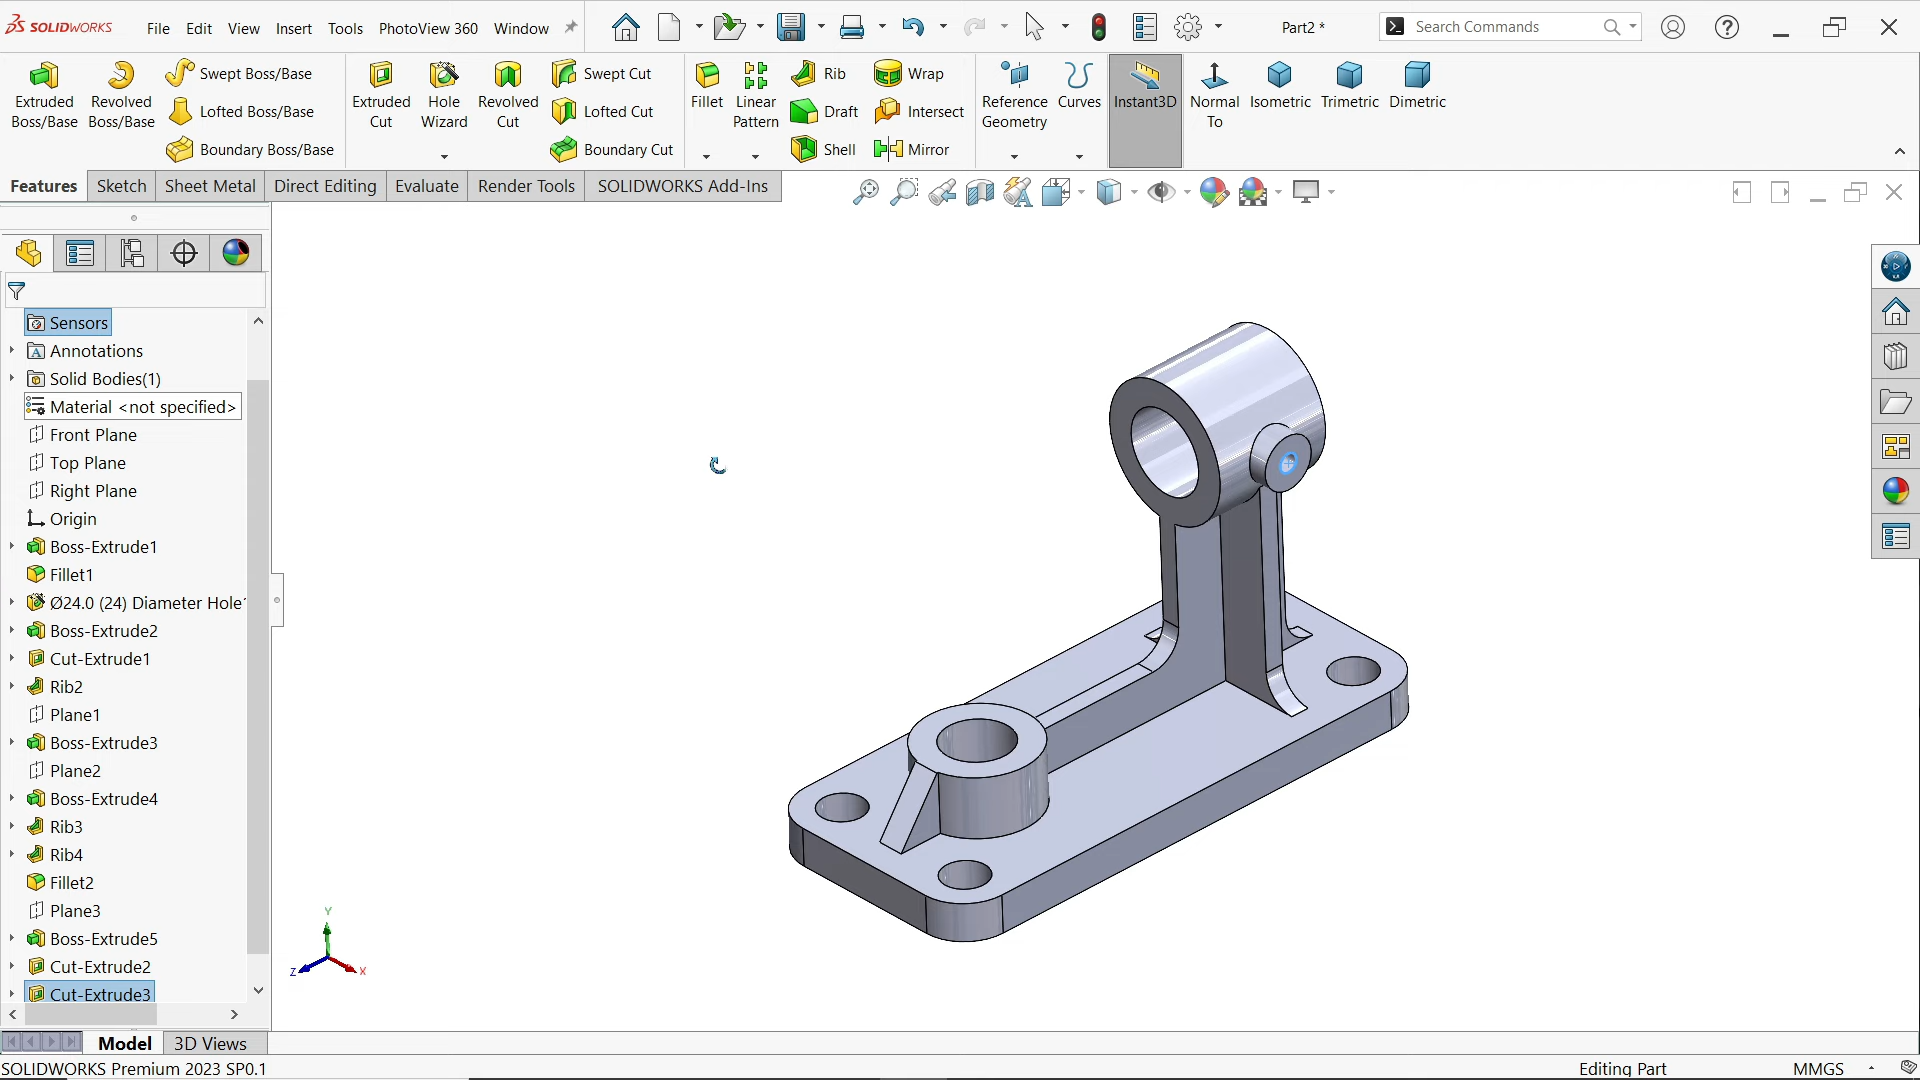 SOLIDWORKS File Edit View Insert Tools PhotoView 360 Window Part2 * Search Commands
Extruded Boss/Base
Revolved Boss/Base
Swept Boss/Base
Lofted Boss/Base
Boundary Boss/Base
Extruded Cut
Hole Wizard
Revolved Cut
Swept Cut
Lofted Cut
Boundary Cut
Fillet
Linear Pattern
Rib
Draft
Shell
Wrap
Intersect
Mirror
Reference Geometry
Curves
Instant3D
Normal To
Isometric
Trimetric
Dimetric
Features Sketch Sheet Metal Direct Editing Evaluate Render Tools SOLIDWORKS Add-Ins
Sensors
Annotations
Solid Bodies(1)
Material <not specified>
Front Plane
Top Plane
Right Plane
Origin
Boss-Extrude1
Fillet1
Ø24.0 (24) Diameter Hole1
Boss-Extrude2
Cut-Extrude1
Rib2
Plane1
Boss-Extrude3
Plane2
Boss-Extrude4
Rib3
Rib4
Fillet2
Plane3
Boss-Extrude5
Cut-Extrude2
Cut-Extrude3
Y
Z X
Model 3D Views
SOLIDWORKS Premium 2023 SP0.1 Editing Part MMGS